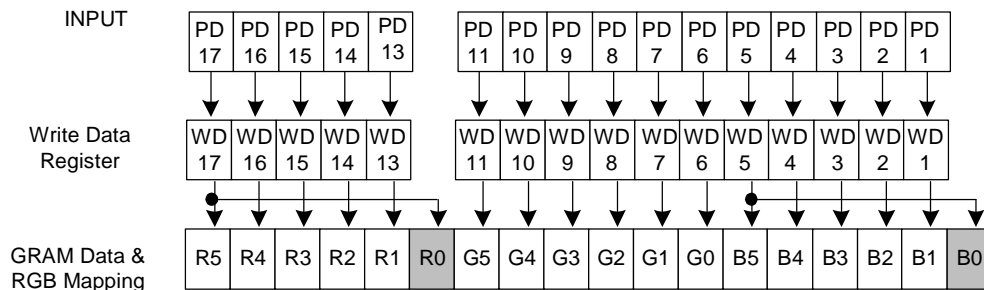 INPUT
PD 17 PD 16 PD 15 PD 14 PD 13 PD 11 PD 10 PD 9 PD 8 PD 7 PD 6 PD 5 PD 4 PD 3 PD 2 PD 1
Write Data
Register
WD 17 WD 16 WD 15 WD 14 WD 13 WD 11 WD 10 WD 9 WD 8 WD 7 WD 6 WD 5 WD 4 WD 3 WD 2 WD 1
GRAM Data &
RGB Mapping
R5 R4 R3 R2 R1 R0 G5 G4 G3 G2 G1 G0 B5 B4 B3 B2 B1 B0